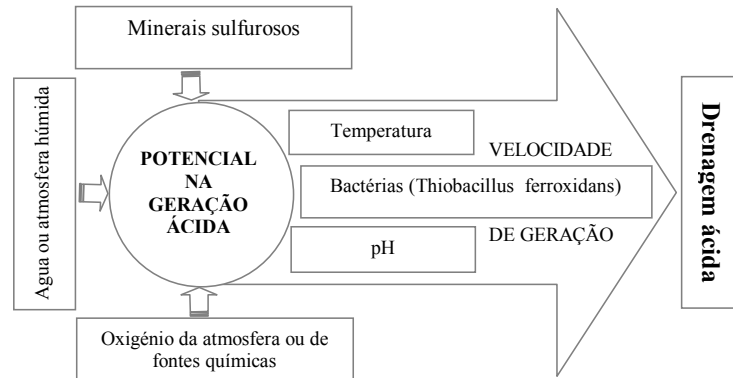 Minerais sulfurosos
Agua ou atmosfera húmida
POTENCIAL
NA
GERAÇÃO
ÁCIDA
Temperatura
VELOCIDADE
Bactérias (Thiobacillus ferroxidans)
DE GERAÇÃO
pH
Oxigénio da atmosfera ou de
fontes químicas
Drenagem ácida